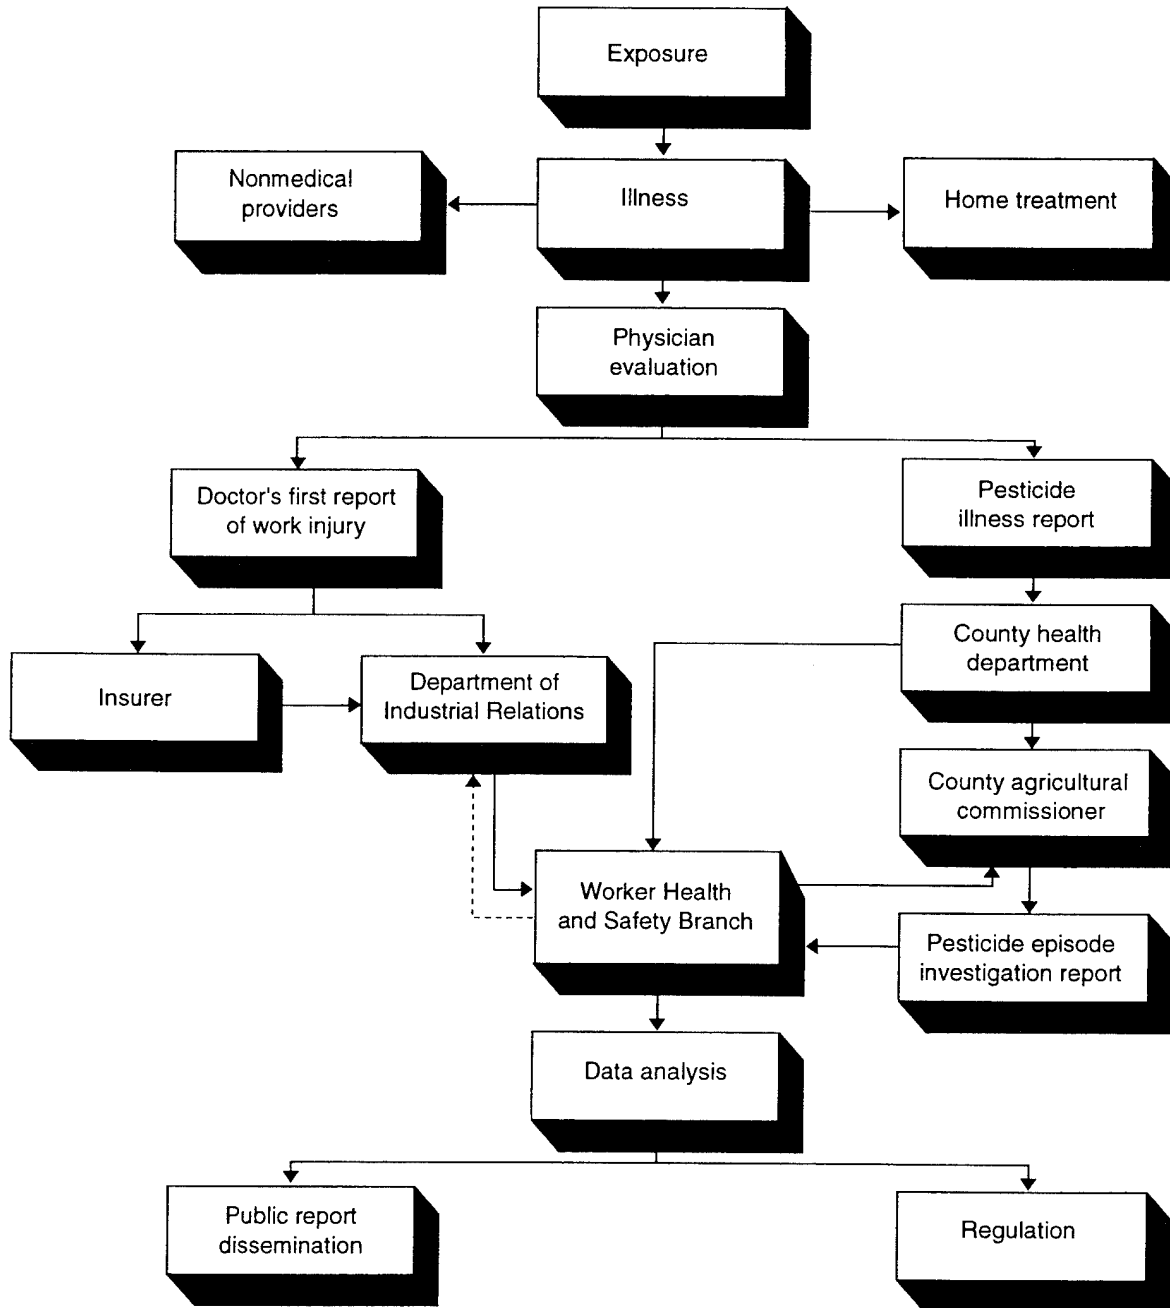 Exposure
Nonmedical
providers
Illness
Home treatment
Physician
evaluation
Doctor's first report
of work injury
Pesticide
illness report
County health
department
Insurer
Department of
Industrial Relations
County agricultural
commissioner
Worker Health
and Safety Branch
Pesticide episode
investigation report
Data analysis
Public report
dissemination
Regulation